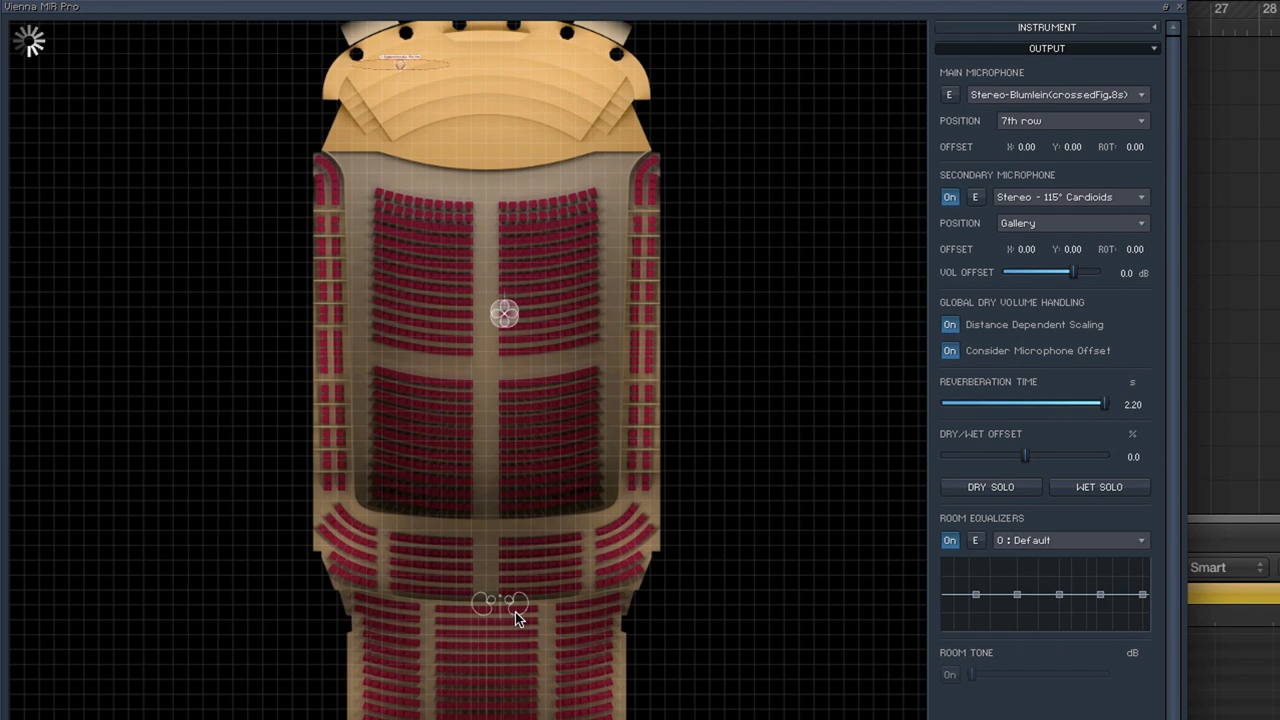 Vienna MIR Pro
27
28
INSTRUMENT
OUTPUT
MAIN MICROPHONE
E
Stereo-Blumlein(crossedFig.8s)
POSITION
7th row
OFFSET X: 0.00 Y: 0.00 ROT: 0.00
SECONDARY MICROPHONE
On E Stereo - 115° Cardioids
POSITION
Gallery
OFFSET X: 0.00 Y: 0.00 ROT: 0.00
VOL OFFSET 0.0 dB
GLOBAL DRY VOLUME HANDLING
On Distance Dependent Scaling
On Consider Microphone Offset
REVERBERATION TIME s
2.20
DRY/WET OFFSET %
0.0
DRY SOLO WET SOLO
ROOM EQUALIZERS
On E 0 : Default
Smart
ROOM TONE dB
On